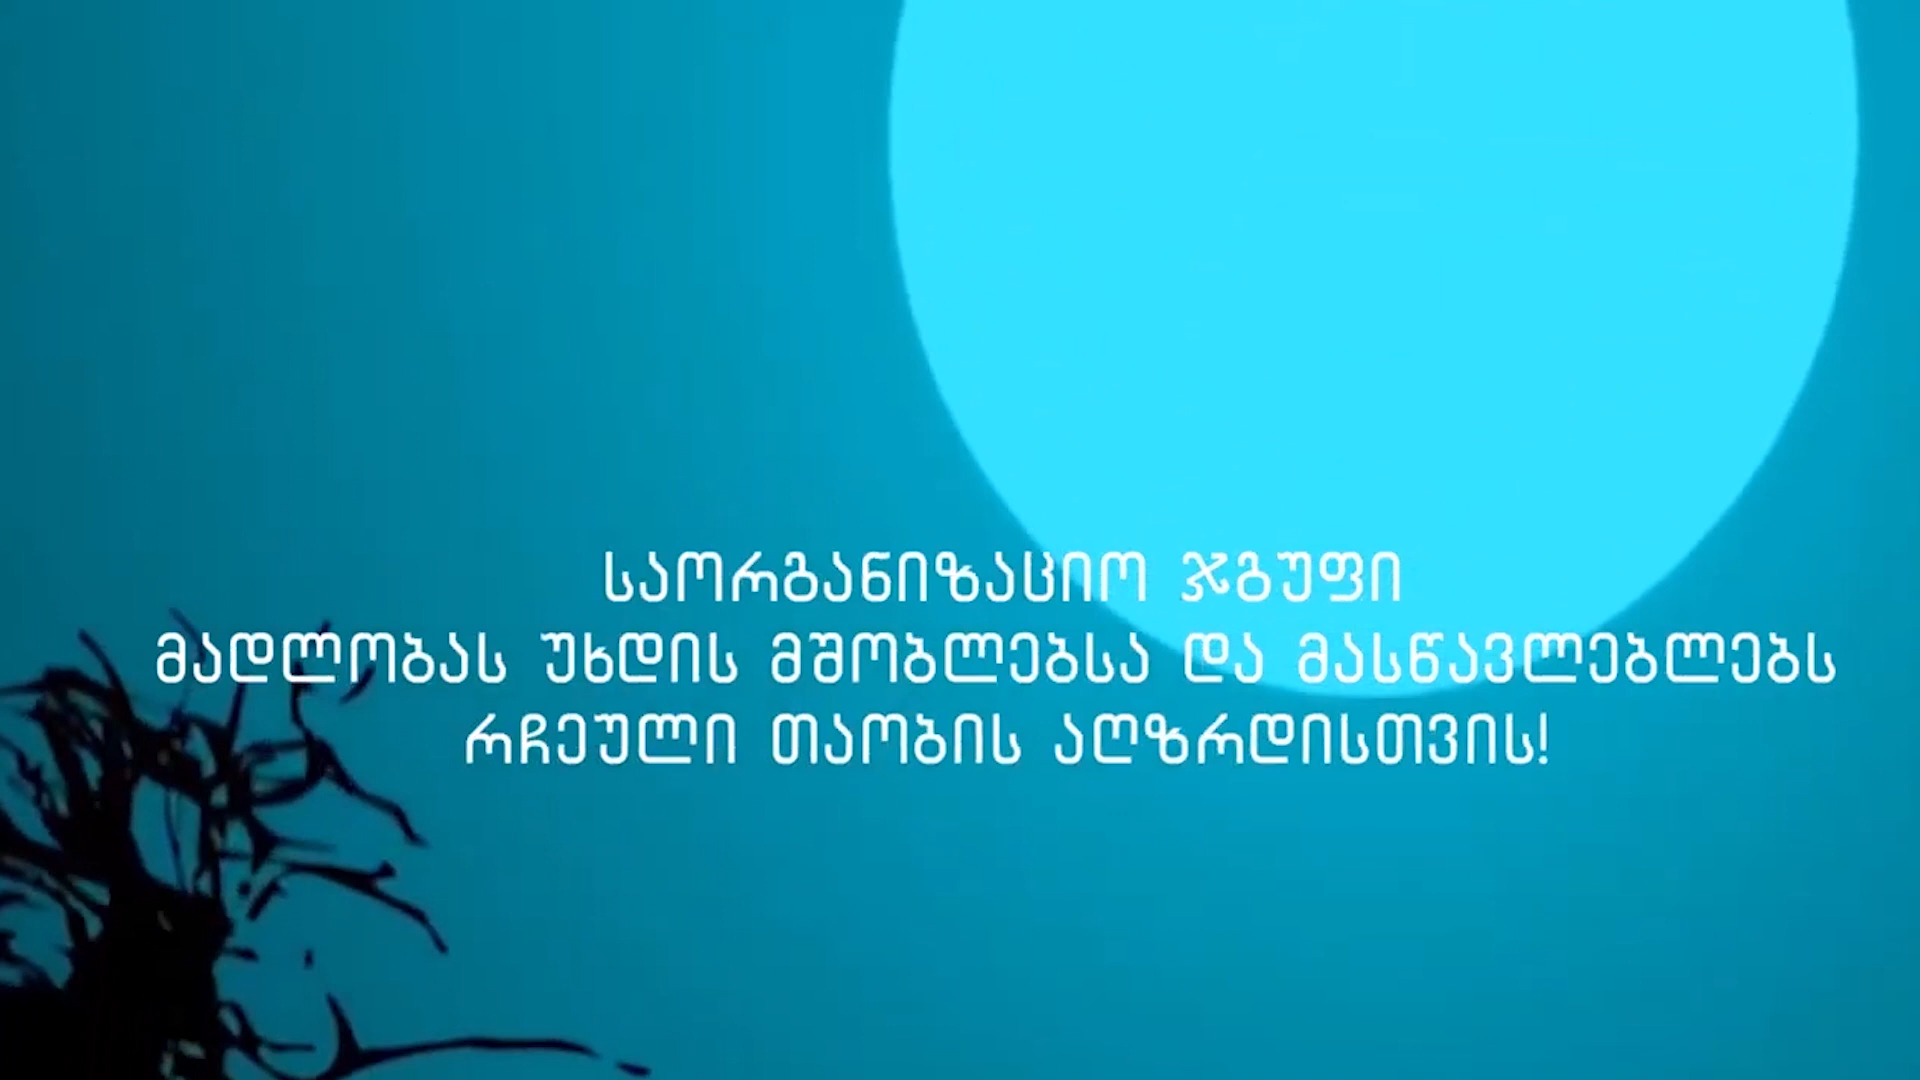 საორგანიზაციო ჯგუფი
მადლობას უხდის მშობლებსა და მასწავლებლებს
რჩეული თაობის აღზრდისთვის!